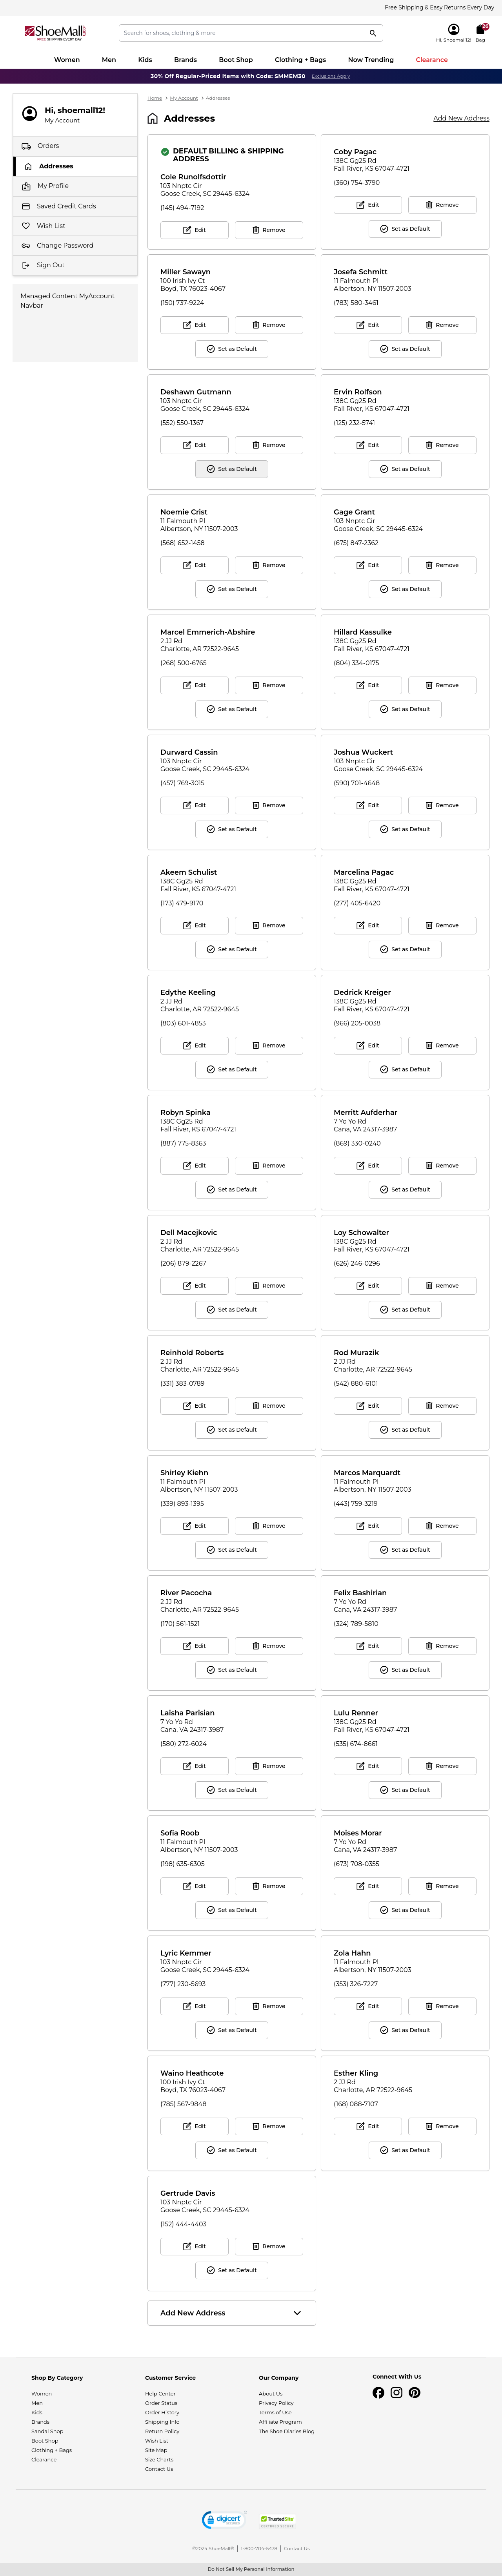 Free Shipping & Easy Returns Every Day
ShoeMall
FREE SHIPPING EVERY DAY
Search for shoes, clothing & more
Hi, Shoemall12!
Bag
Women
Men
Kids
Brands
Boot Shop
Clothing + Bags
Now Trending
Clearance
30% Off Regular-Priced Items with Code: SMMEM30 Exclusions Apply
Hi, shoemall12!
My Account
Orders
Addresses
My Profile
Saved Credit Cards
Wish List
Change Password
Sign Out
Managed Content MyAccount
Navbar
Home > My Account > Addresses
Addresses
Add New Address
DEFAULT BILLING & SHIPPING
ADDRESS
Cole Runolfsdottir
103 Nnptc Cir
Goose Creek, SC 29445-6324
(145) 494-7192
Edit
Remove
Coby Pagac
138C Gg25 Rd
Fall River, KS 67047-4721
(360) 754-3790
Edit
Remove
Set as Default
Miller Sawayn
100 Irish Ivy Ct
Boyd, TX 76023-4067
(150) 737-9224
Edit
Remove
Set as Default
Josefa Schmitt
11 Falmouth Pl
Albertson, NY 11507-2003
(783) 580-3461
Edit
Remove
Set as Default
Deshawn Gutmann
103 Nnptc Cir
Goose Creek, SC 29445-6324
(552) 550-1367
Edit
Remove
Set as Default
Ervin Rolfson
138C Gg25 Rd
Fall River, KS 67047-4721
(125) 232-5741
Edit
Remove
Set as Default
Noemie Crist
11 Falmouth Pl
Albertson, NY 11507-2003
(568) 652-1458
Edit
Remove
Set as Default
Gage Grant
103 Nnptc Cir
Goose Creek, SC 29445-6324
(675) 847-2362
Edit
Remove
Set as Default
Marcel Emmerich-Abshire
2 JJ Rd
Charlotte, AR 72522-9645
(268) 500-6765
Edit
Remove
Set as Default
Hillard Kassulke
138C Gg25 Rd
Fall River, KS 67047-4721
(804) 334-0175
Edit
Remove
Set as Default
Durward Cassin
103 Nnptc Cir
Goose Creek, SC 29445-6324
(457) 769-3015
Edit
Remove
Set as Default
Joshua Wuckert
103 Nnptc Cir
Goose Creek, SC 29445-6324
(590) 701-4648
Edit
Remove
Set as Default
Akeem Schulist
138C Gg25 Rd
Fall River, KS 67047-4721
(173) 479-9170
Edit
Remove
Set as Default
Marcelina Pagac
138C Gg25 Rd
Fall River, KS 67047-4721
(277) 405-6420
Edit
Remove
Set as Default
Edythe Keeling
2 JJ Rd
Charlotte, AR 72522-9645
(803) 601-4853
Edit
Remove
Set as Default
Dedrick Kreiger
138C Gg25 Rd
Fall River, KS 67047-4721
(966) 205-0038
Edit
Remove
Set as Default
Robyn Spinka
138C Gg25 Rd
Fall River, KS 67047-4721
(887) 775-8363
Edit
Remove
Set as Default
Merritt Aufderhar
7 Yo Yo Rd
Cana, VA 24317-3987
(869) 330-0240
Edit
Remove
Set as Default
Dell Macejkovic
2 JJ Rd
Charlotte, AR 72522-9645
(206) 879-2267
Edit
Remove
Set as Default
Loy Schowalter
138C Gg25 Rd
Fall River, KS 67047-4721
(626) 246-0296
Edit
Remove
Set as Default
Reinhold Roberts
2 JJ Rd
Charlotte, AR 72522-9645
(331) 383-0789
Edit
Remove
Set as Default
Rod Murazik
2 JJ Rd
Charlotte, AR 72522-9645
(542) 880-6101
Edit
Remove
Set as Default
Shirley Kiehn
11 Falmouth Pl
Albertson, NY 11507-2003
(339) 893-1395
Edit
Remove
Set as Default
Marcos Marquardt
11 Falmouth Pl
Albertson, NY 11507-2003
(443) 759-3219
Edit
Remove
Set as Default
River Pacocha
2 JJ Rd
Charlotte, AR 72522-9645
(170) 561-1521
Edit
Remove
Set as Default
Felix Bashirian
7 Yo Yo Rd
Cana, VA 24317-3987
(324) 789-5810
Edit
Remove
Set as Default
Laisha Parisian
7 Yo Yo Rd
Cana, VA 24317-3987
(580) 272-6024
Edit
Remove
Set as Default
Lulu Renner
138C Gg25 Rd
Fall River, KS 67047-4721
(535) 674-8661
Edit
Remove
Set as Default
Sofia Roob
11 Falmouth Pl
Albertson, NY 11507-2003
(198) 635-6305
Edit
Remove
Set as Default
Moises Morar
7 Yo Yo Rd
Cana, VA 24317-3987
(673) 708-0355
Edit
Remove
Set as Default
Lyric Kemmer
103 Nnptc Cir
Goose Creek, SC 29445-6324
(777) 230-5693
Edit
Remove
Set as Default
Zola Hahn
11 Falmouth Pl
Albertson, NY 11507-2003
(353) 326-7227
Edit
Remove
Set as Default
Waino Heathcote
100 Irish Ivy Ct
Boyd, TX 76023-4067
(785) 567-9848
Edit
Remove
Set as Default
Esther Kling
2 JJ Rd
Charlotte, AR 72522-9645
(168) 088-7107
Edit
Remove
Set as Default
Gertrude Davis
103 Nnptc Cir
Goose Creek, SC 29445-6324
(152) 444-4403
Edit
Remove
Set as Default
Add New Address
Shop By Category
Women
Men
Kids
Brands
Sandal Shop
Boot Shop
Clothing + Bags
Clearance
Customer Service
Help Center
Order Status
Order History
Shipping Info
Return Policy
Wish List
Site Map
Size Charts
Contact Us
Our Company
About Us
Privacy Policy
Terms of Use
Affiliate Program
The Shoe Diaries Blog
Connect With Us
digicert
TrustedSite
CERTIFIED SECURE
©2024 ShoeMall® | 1-800-704-5478 | Contact Us
Do Not Sell My Personal Information